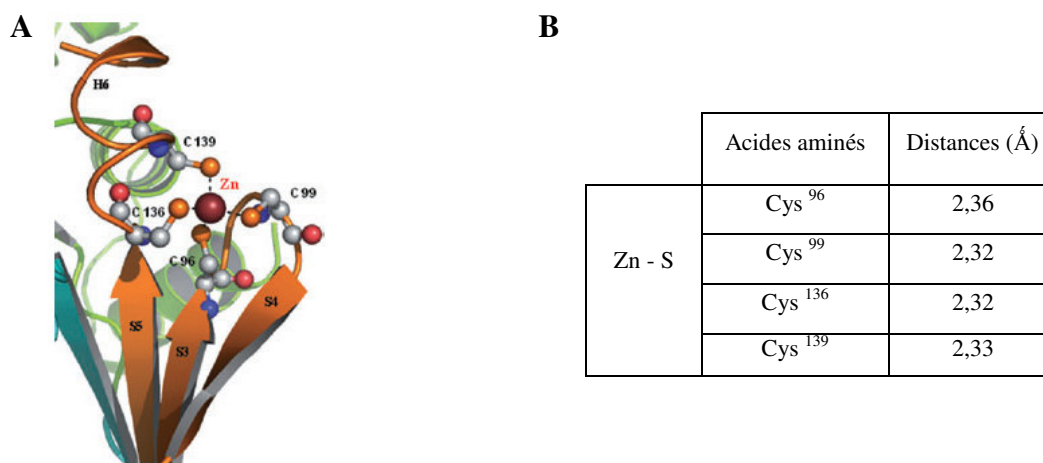 A
B
H6
C 139
Zn
C 99
C 136
C 96
S4
S5
S3
Acides aminés Distances (Å)
Zn - S
Cys 96 2,36
Cys 99 2,32
Cys 136 2,32
Cys 139 2,33